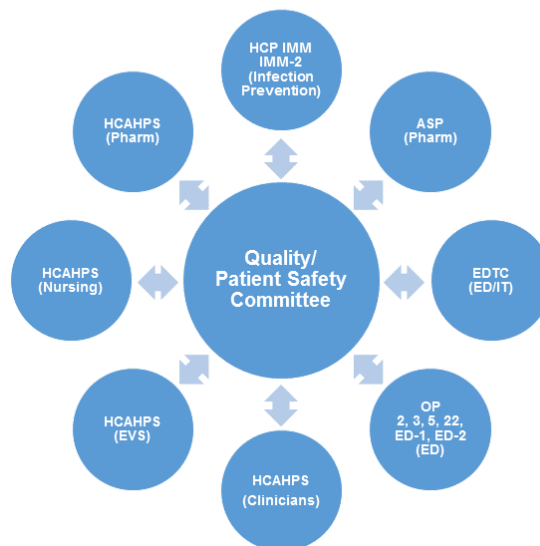 HCP IMM
IMM-2
(Infection
Prevention)
HCAHPS
(Pharm)
ASP
(Pharm)
Quality/
Patient Safety
Committee
HCAHPS
(Nursing)
EDTC
(ED/IT)
HCAHPS
(EVS)
OP
2, 3, 5, 22,
ED-1, ED-2
(ED)
HCAHPS
(Clinicians)